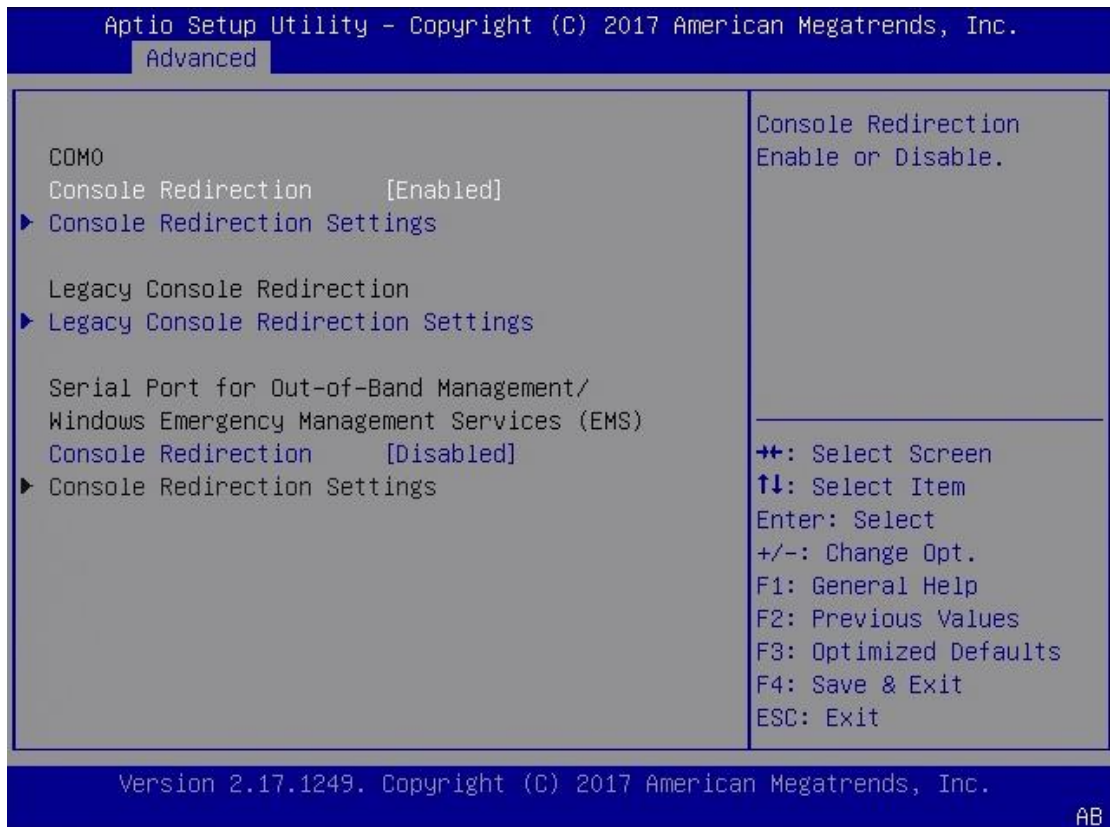 Aptio Setup Utility – Copyright (C) 2017 American Megatrends, Inc.
Advanced
COM0
Console Redirection [Enabled]
Console Redirection Settings
Legacy Console Redirection
Legacy Console Redirection Settings
Serial Port for Out-of-Band Management/
Windows Emergency Management Services (EMS)
Console Redirection [Disabled]
Console Redirection Settings
Console Redirection
Enable or Disable.
→←: Select Screen
↑↓: Select Item
Enter: Select
+/-: Change Opt.
F1: General Help
F2: Previous Values
F3: Optimized Defaults
F4: Save & Exit
ESC: Exit
Version 2.17.1249. Copyright (C) 2017 American Megatrends, Inc.
AB